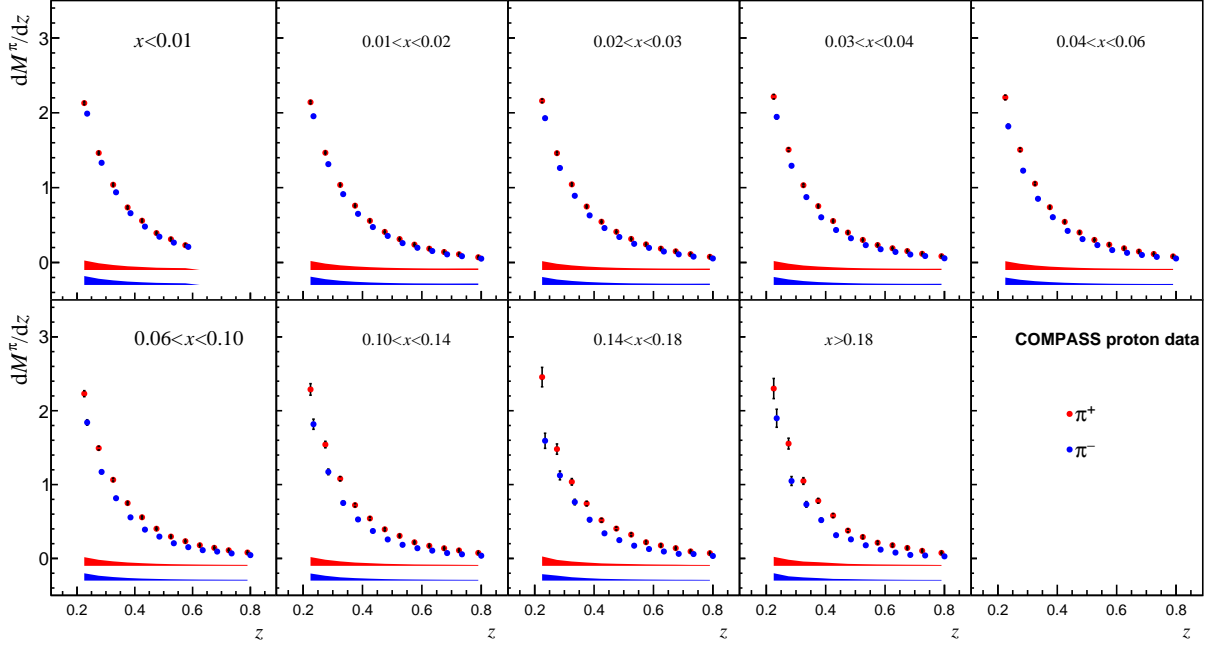 dM^π/dz
3
2
1
0
x<0.01
0.01<x<0.02
0.02<x<0.03
0.03<x<0.04
0.04<x<0.06
dM^π/dz
3
2
1
0
0.06<x<0.10
0.10<x<0.14
0.14<x<0.18
x>0.18
COMPASS proton data
π⁺
π⁻
0.2 0.4 0.6 0.8 0.2 0.4 0.6 0.8 0.2 0.4 0.6 0.8 0.2 0.4 0.6 0.8 0.2 0.4 0.6 0.8
z z z z z